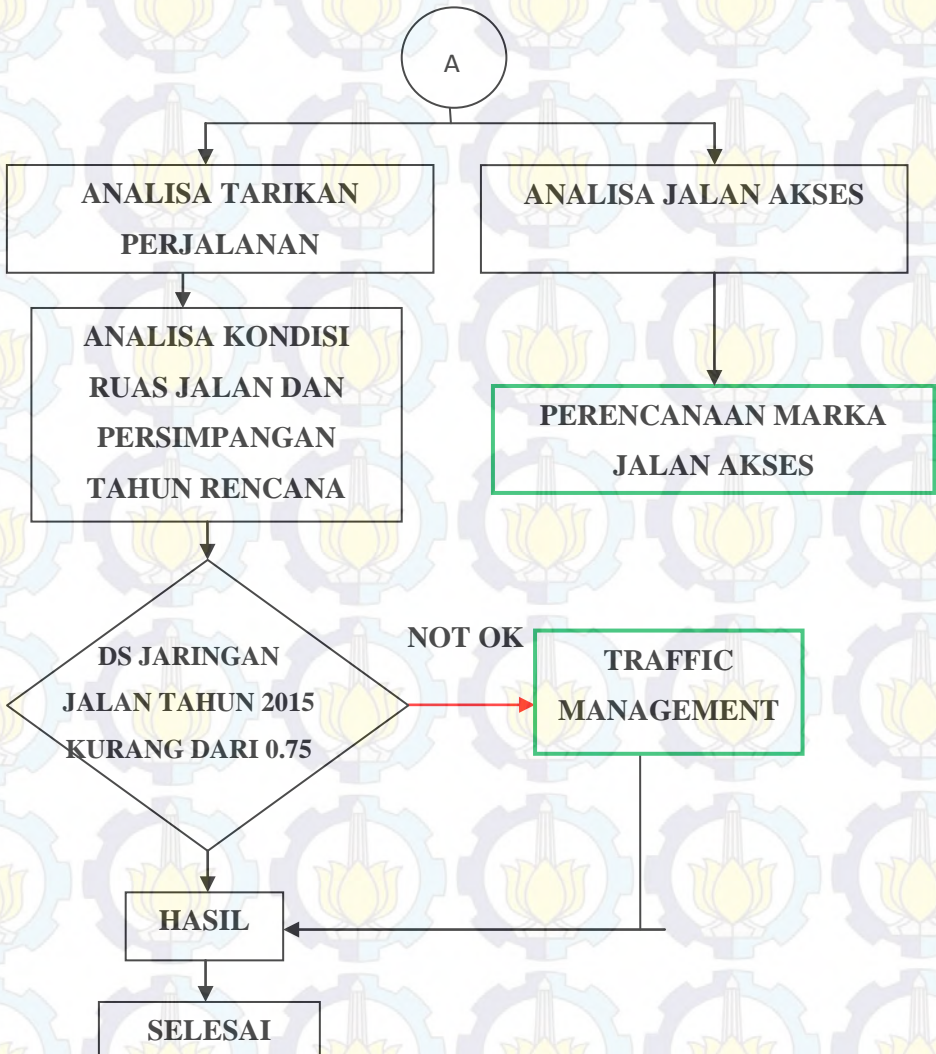 A
ANALISA TARIKAN
PERJALANAN
ANALISA JALAN AKSES
ANALISA KONDISI
RUAS JALAN DAN
PERSIMPANGAN
TAHUN RENCANA
PERENCANAAN MARKA
JALAN AKSES
DS JARINGAN
JALAN TAHUN 2015
KURANG DARI 0.75
NOT OK
TRAFFIC
MANAGEMENT
HASIL
SELESAI